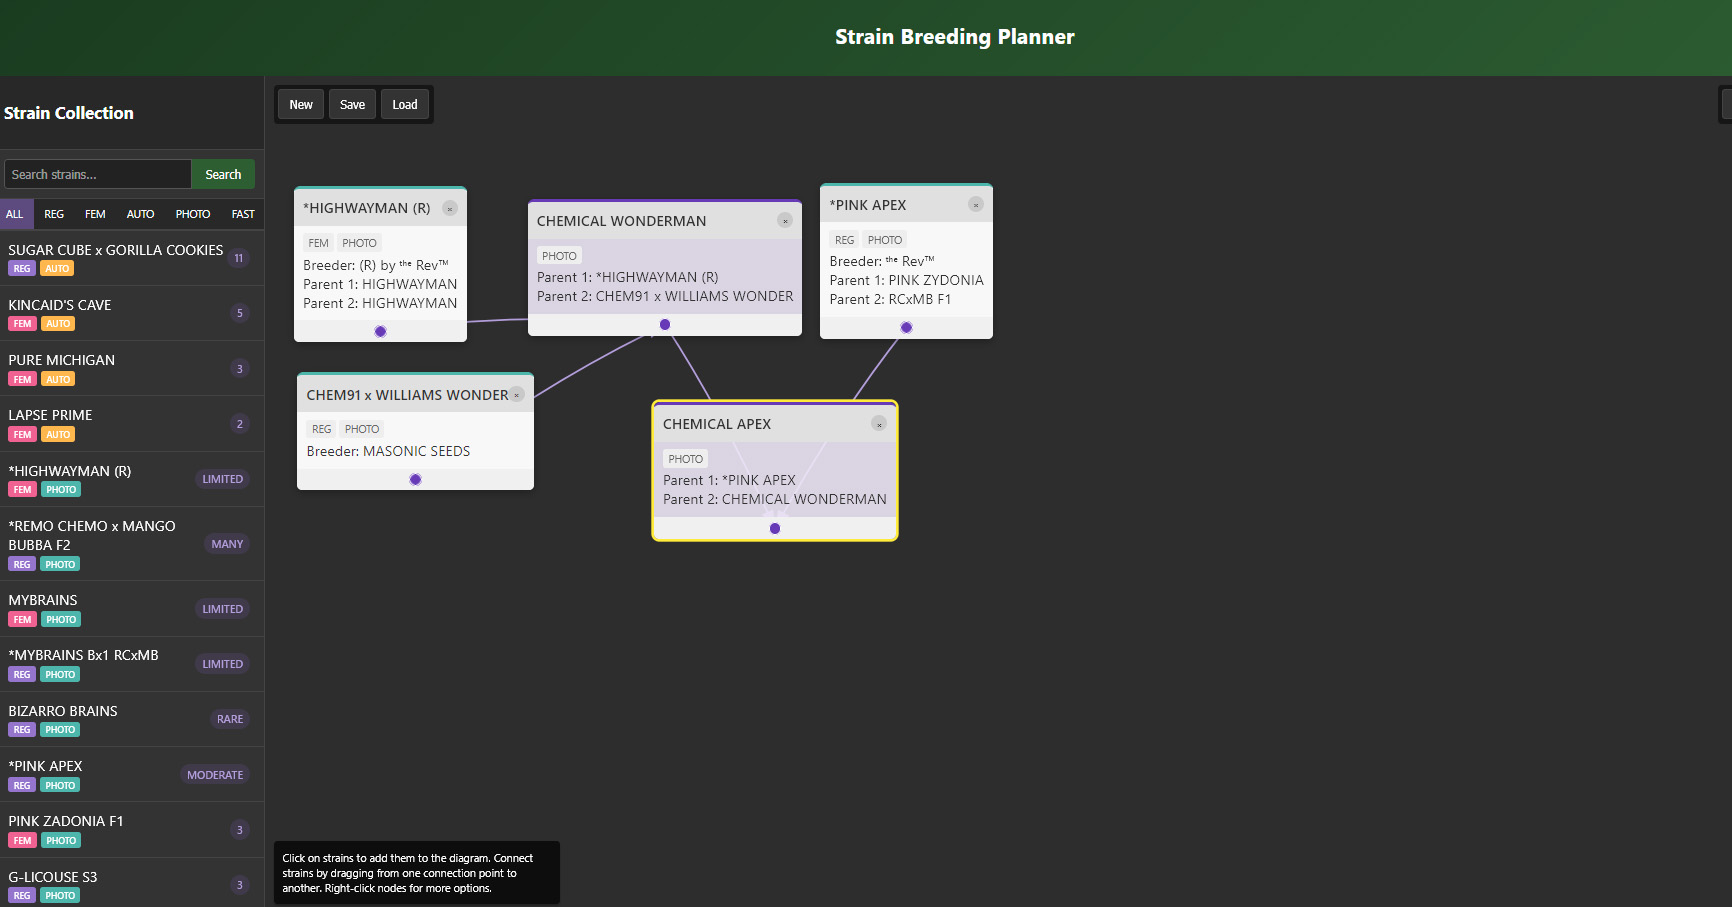 Strain Breeding Planner
Strain Collection
Search strains...
Search
ALL
REG
FEM
AUTO
PHOTO
FAST
SUGAR CUBE x GORILLA COOKIES
11
REG
AUTO
KINCAID'S CAVE
5
FEM
AUTO
PURE MICHIGAN
3
FEM
AUTO
LAPSE PRIME
2
FEM
AUTO
*HIGHWAYMAN (R)
LIMITED
FEM
PHOTO
*REMO CHEMO x MANGO
BUBBA F2
MANY
REG
PHOTO
MYBRAINS
LIMITED
FEM
PHOTO
*MYBRAINS Bx1 RCxMB
LIMITED
REG
PHOTO
BIZARRO BRAINS
RARE
REG
PHOTO
*PINK APEX
MODERATE
REG
PHOTO
PINK ZADONIA F1
3
FEM
PHOTO
G-LICOUSE S3
3
REG
PHOTO
New
Save
Load
*HIGHWAYMAN (R)
×
FEM
PHOTO
Breeder: (R) by ᵗʰᵉ Rev™
Parent 1: HIGHWAYMAN
Parent 2: HIGHWAYMAN
CHEMICAL WONDERMAN
×
PHOTO
Parent 1: *HIGHWAYMAN (R)
Parent 2: CHEM91 x WILLIAMS WONDER
*PINK APEX
×
REG
PHOTO
Breeder: ᵗʰᵉ Rev™
Parent 1: PINK ZYDONIA
Parent 2: RCxMB F1
CHEM91 x WILLIAMS WONDER
×
REG
PHOTO
Breeder: MASONIC SEEDS
CHEMICAL APEX
×
PHOTO
Parent 1: *PINK APEX
Parent 2: CHEMICAL WONDERMAN
Click on strains to add them to the diagram. Connect
strains by dragging from one connection point to
another. Right-click nodes for more options.